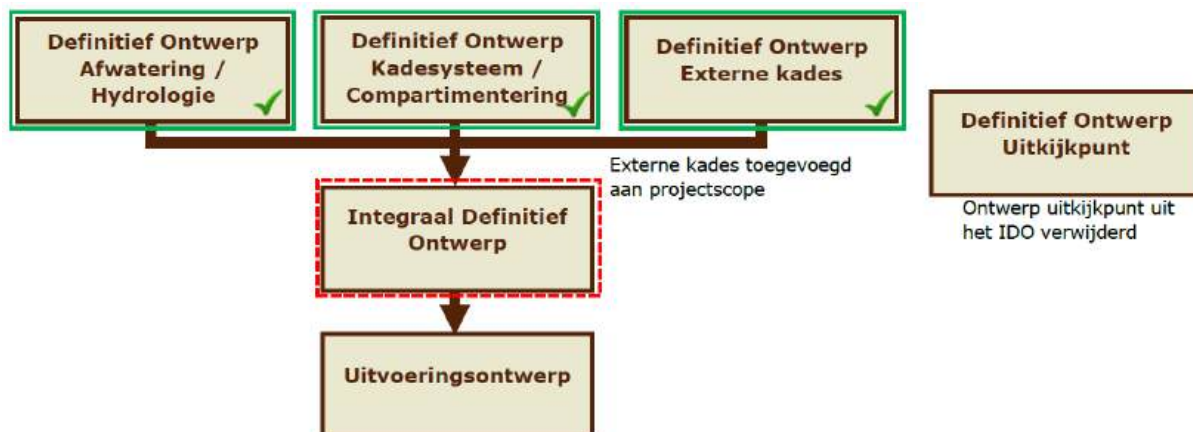 Definitief Ontwerp
Afwatering /
Hydrologie
Definitief Ontwerp
Kadesysteem /
Compartimentering
Definitief Ontwerp
Externe kades
Definitief Ontwerp
Uitkijkpunt
Externe kades toegevoegd
aan projectscope
Ontwerp uitkijkpunt uit
het IDO verwijderd
Integraal Definitief
Ontwerp
Uitvoeringsontwerp